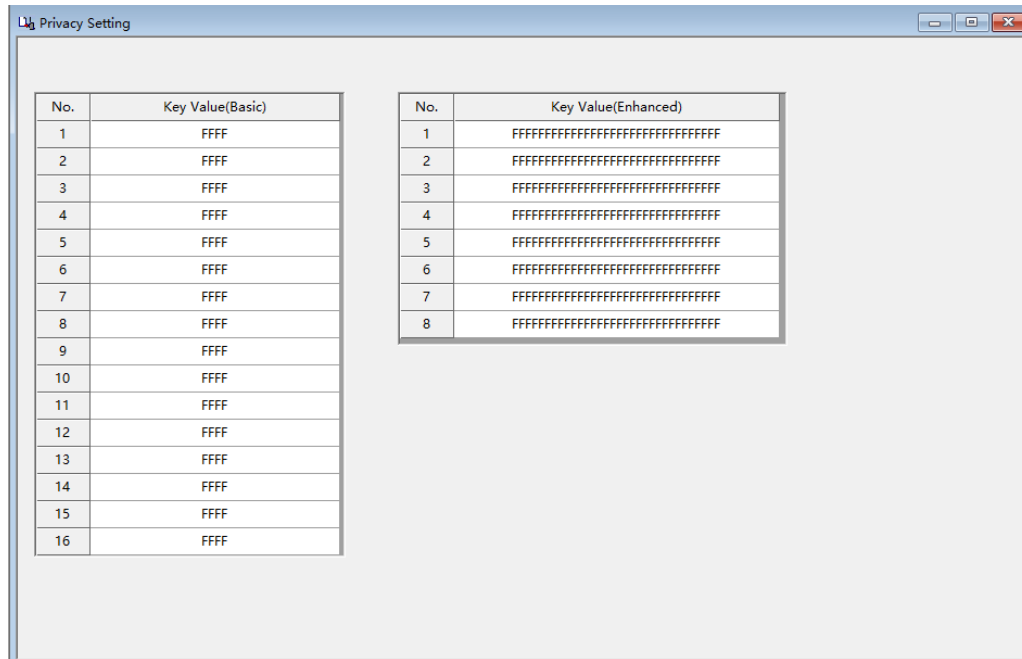 Privacy Setting
No. Key Value(Basic)
1 FFFF
2 FFFF
3 FFFF
4 FFFF
5 FFFF
6 FFFF
7 FFFF
8 FFFF
9 FFFF
10 FFFF
11 FFFF
12 FFFF
13 FFFF
14 FFFF
15 FFFF
16 FFFF
No. Key Value(Enhanced)
1 FFFFFFFFFFFFFFFFFFFFFFFFFFFFFFFF
2 FFFFFFFFFFFFFFFFFFFFFFFFFFFFFFFF
3 FFFFFFFFFFFFFFFFFFFFFFFFFFFFFFFF
4 FFFFFFFFFFFFFFFFFFFFFFFFFFFFFFFF
5 FFFFFFFFFFFFFFFFFFFFFFFFFFFFFFFF
6 FFFFFFFFFFFFFFFFFFFFFFFFFFFFFFFF
7 FFFFFFFFFFFFFFFFFFFFFFFFFFFFFFFF
8 FFFFFFFFFFFFFFFFFFFFFFFFFFFFFFFF